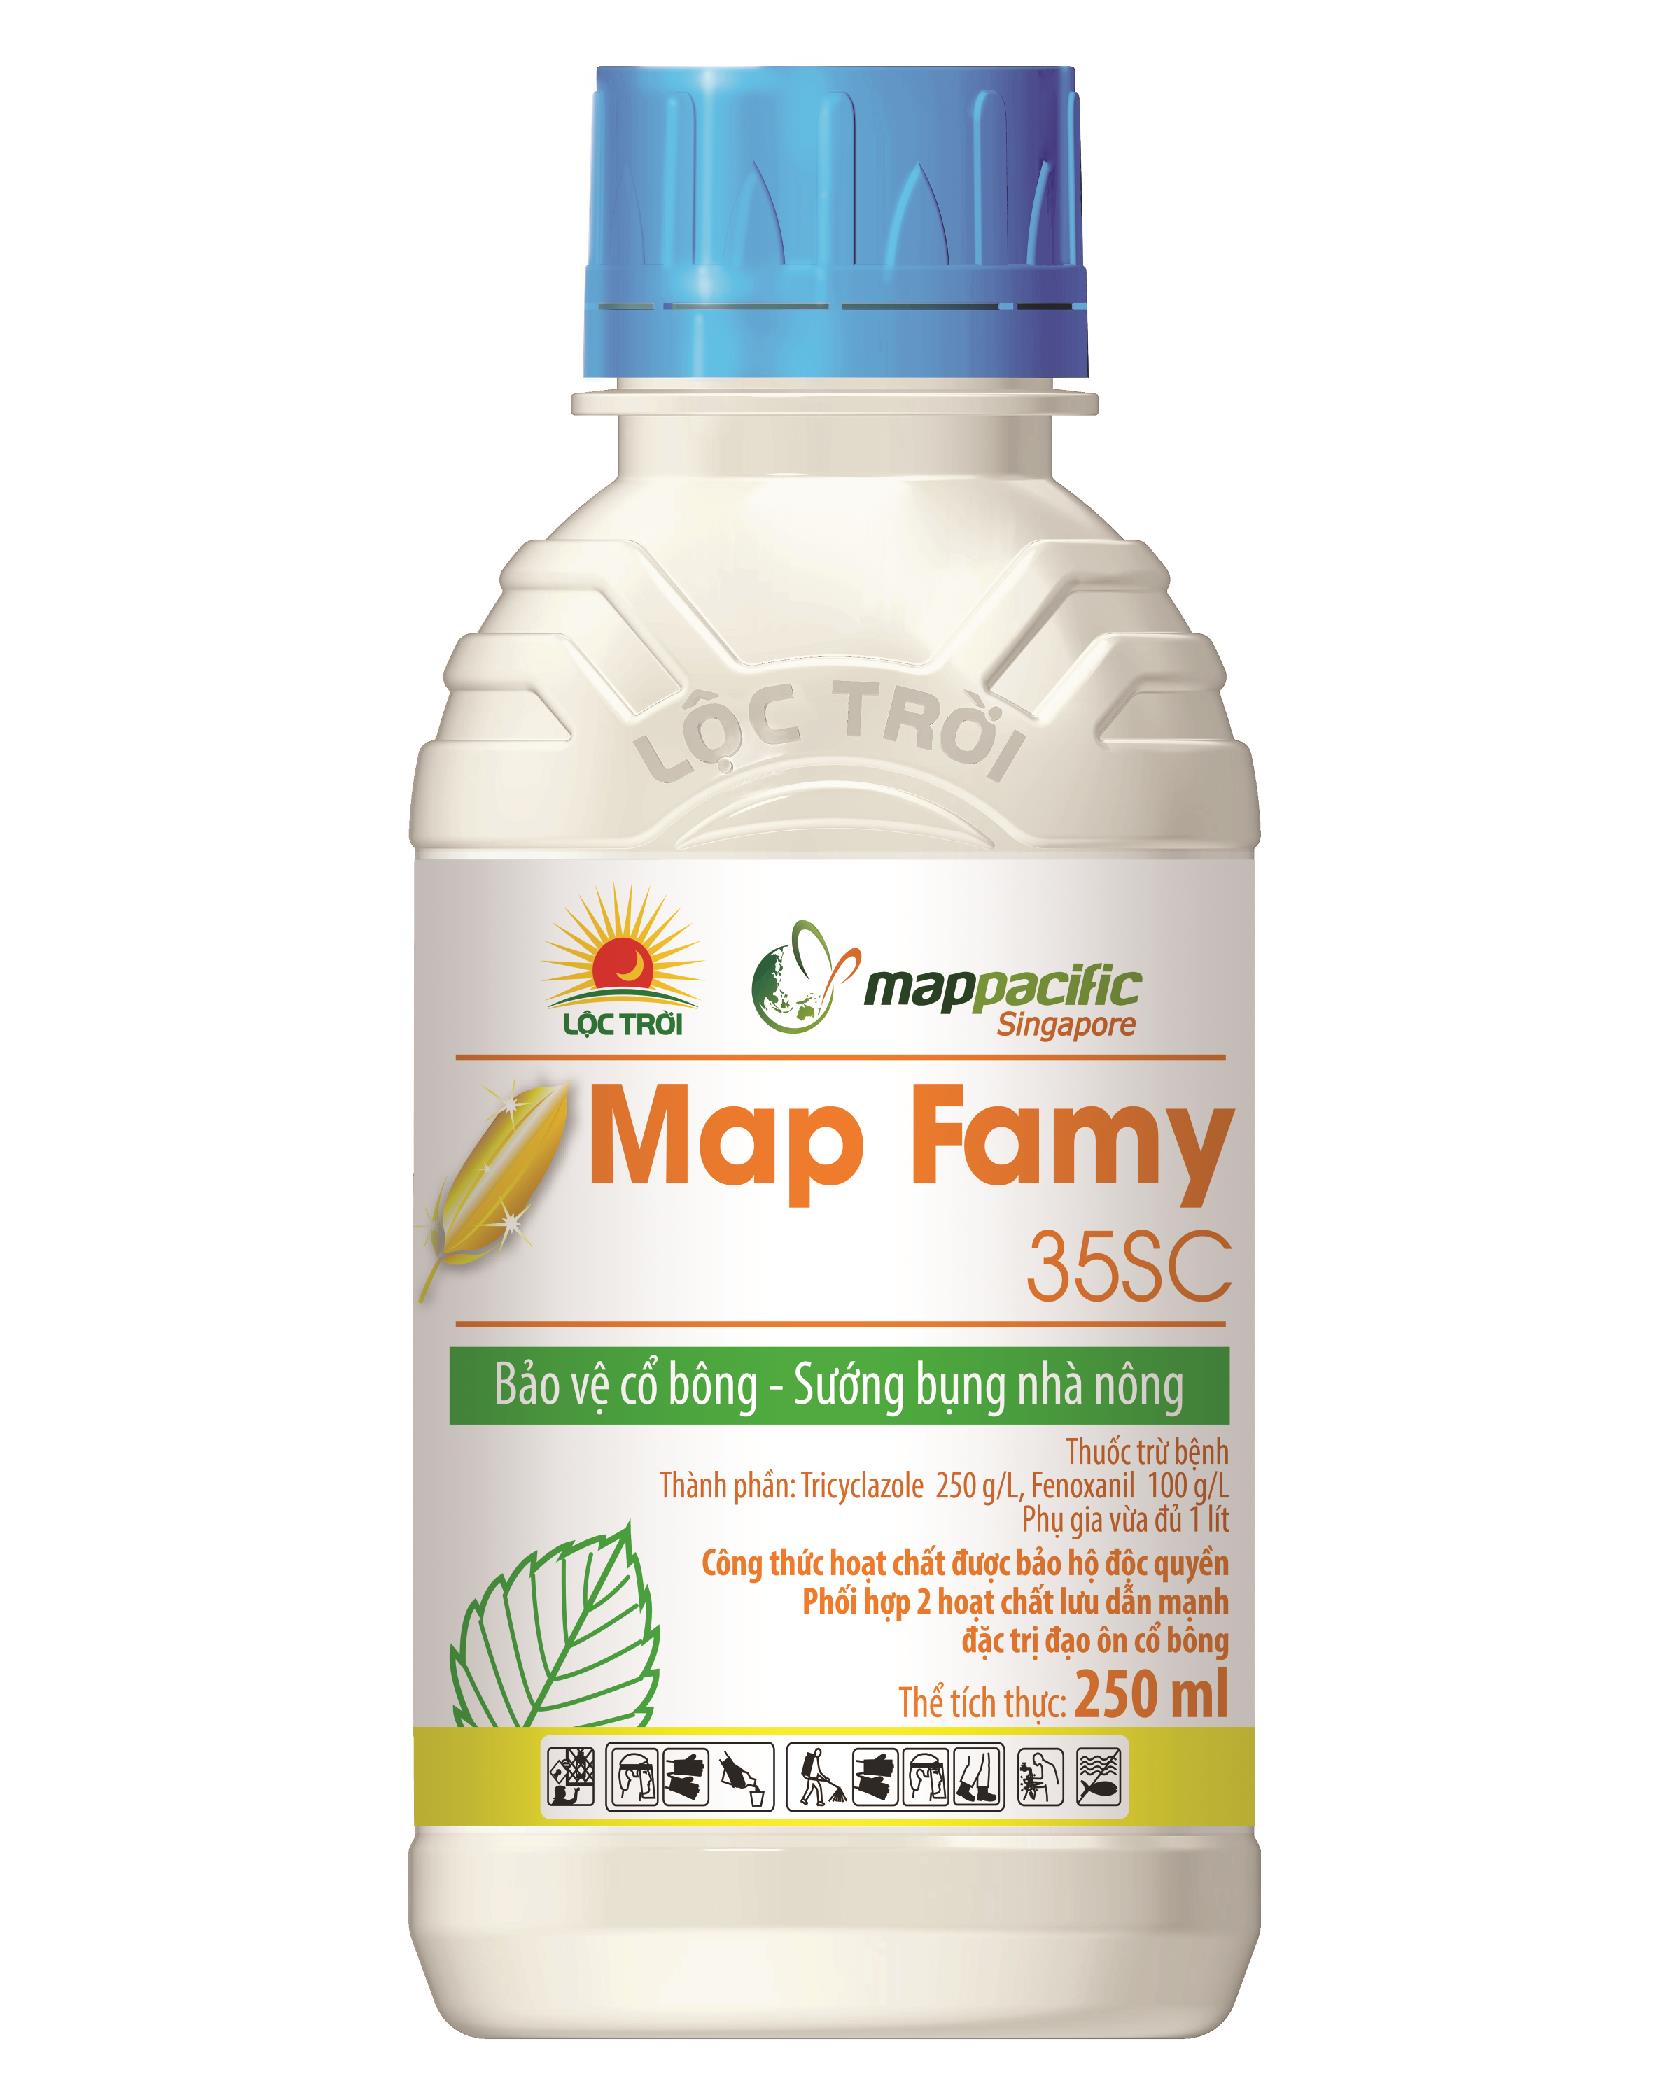 LỘC TRỜI
LỘC TRỜI
mappacific
Singapore
Map Famy
35SC
Bảo vệ cổ bông - Sướng bụng nhà nông
Thuốc trừ bệnh
Thành phần: Tricyclazole 250 g/L, Fenoxanil 100 g/L
Phụ gia vừa đủ 1 lít
Công thức hoạt chất được bảo hộ độc quyền
Phối hợp 2 hoạt chất lưu dẫn mạnh
đặc trị đạo ôn cổ bông
Thể tích thực: 250 ml